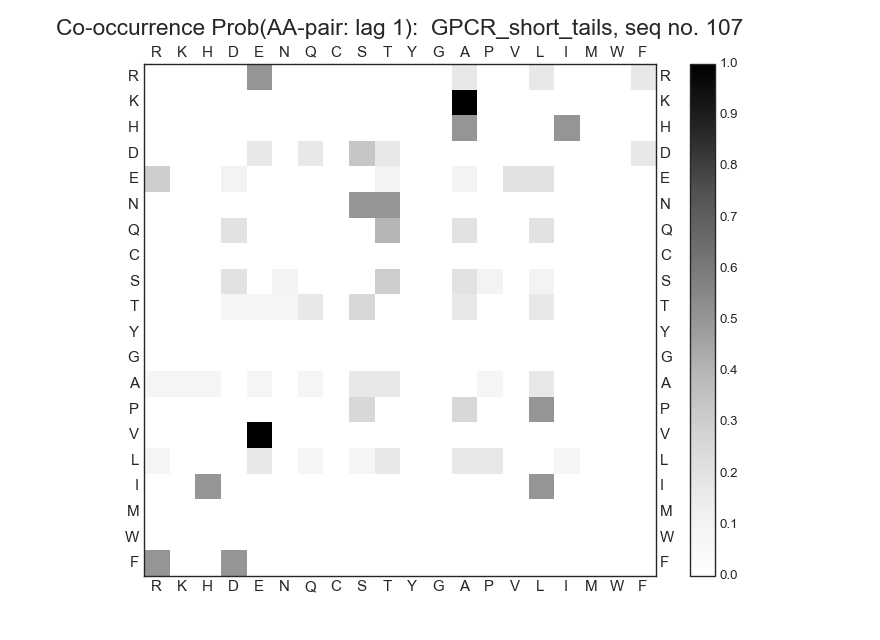 Co-occurrence Prob(AA-pair: lag 1):  GPCR_short_tails, seq no. 107
R K H D E N Q C S T Y G A P V L I M W F
R R 1.0
K K 0.9
H H
D D 0.8
E E
N N 0.7
Q Q
C C 0.6
S S
T T 0.5
Y Y
G G 0.4
A A
P P 0.3
V V
L L 0.2
I I
M M 0.1
W W
F F 0.0
R K H D E N Q C S T Y G A P V L I M W F